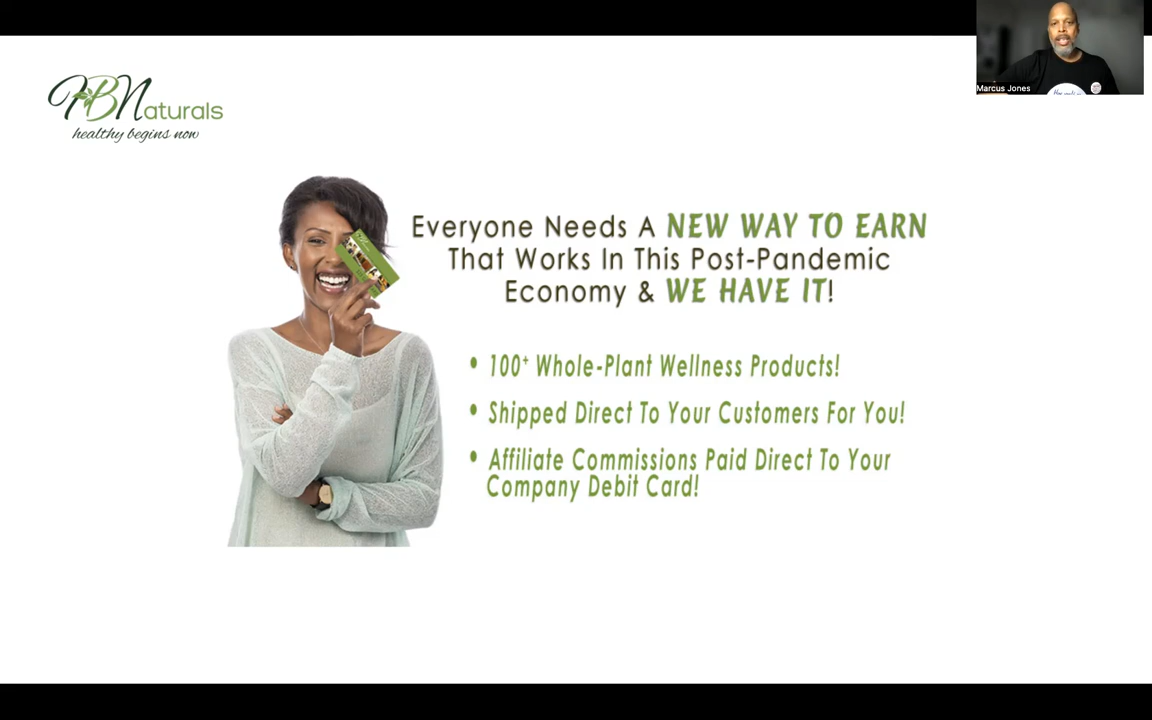 HBNaturals
healthy begins now
Marcus Jones
Everyone Needs A NEW WAY TO EARN
That Works In This Post-Pandemic
Economy & WE HAVE IT!
• 100+ Whole-Plant Wellness Products!
• Shipped Direct To Your Customers For You!
• Affiliate Commissions Paid Direct To Your
Company Debit Card!